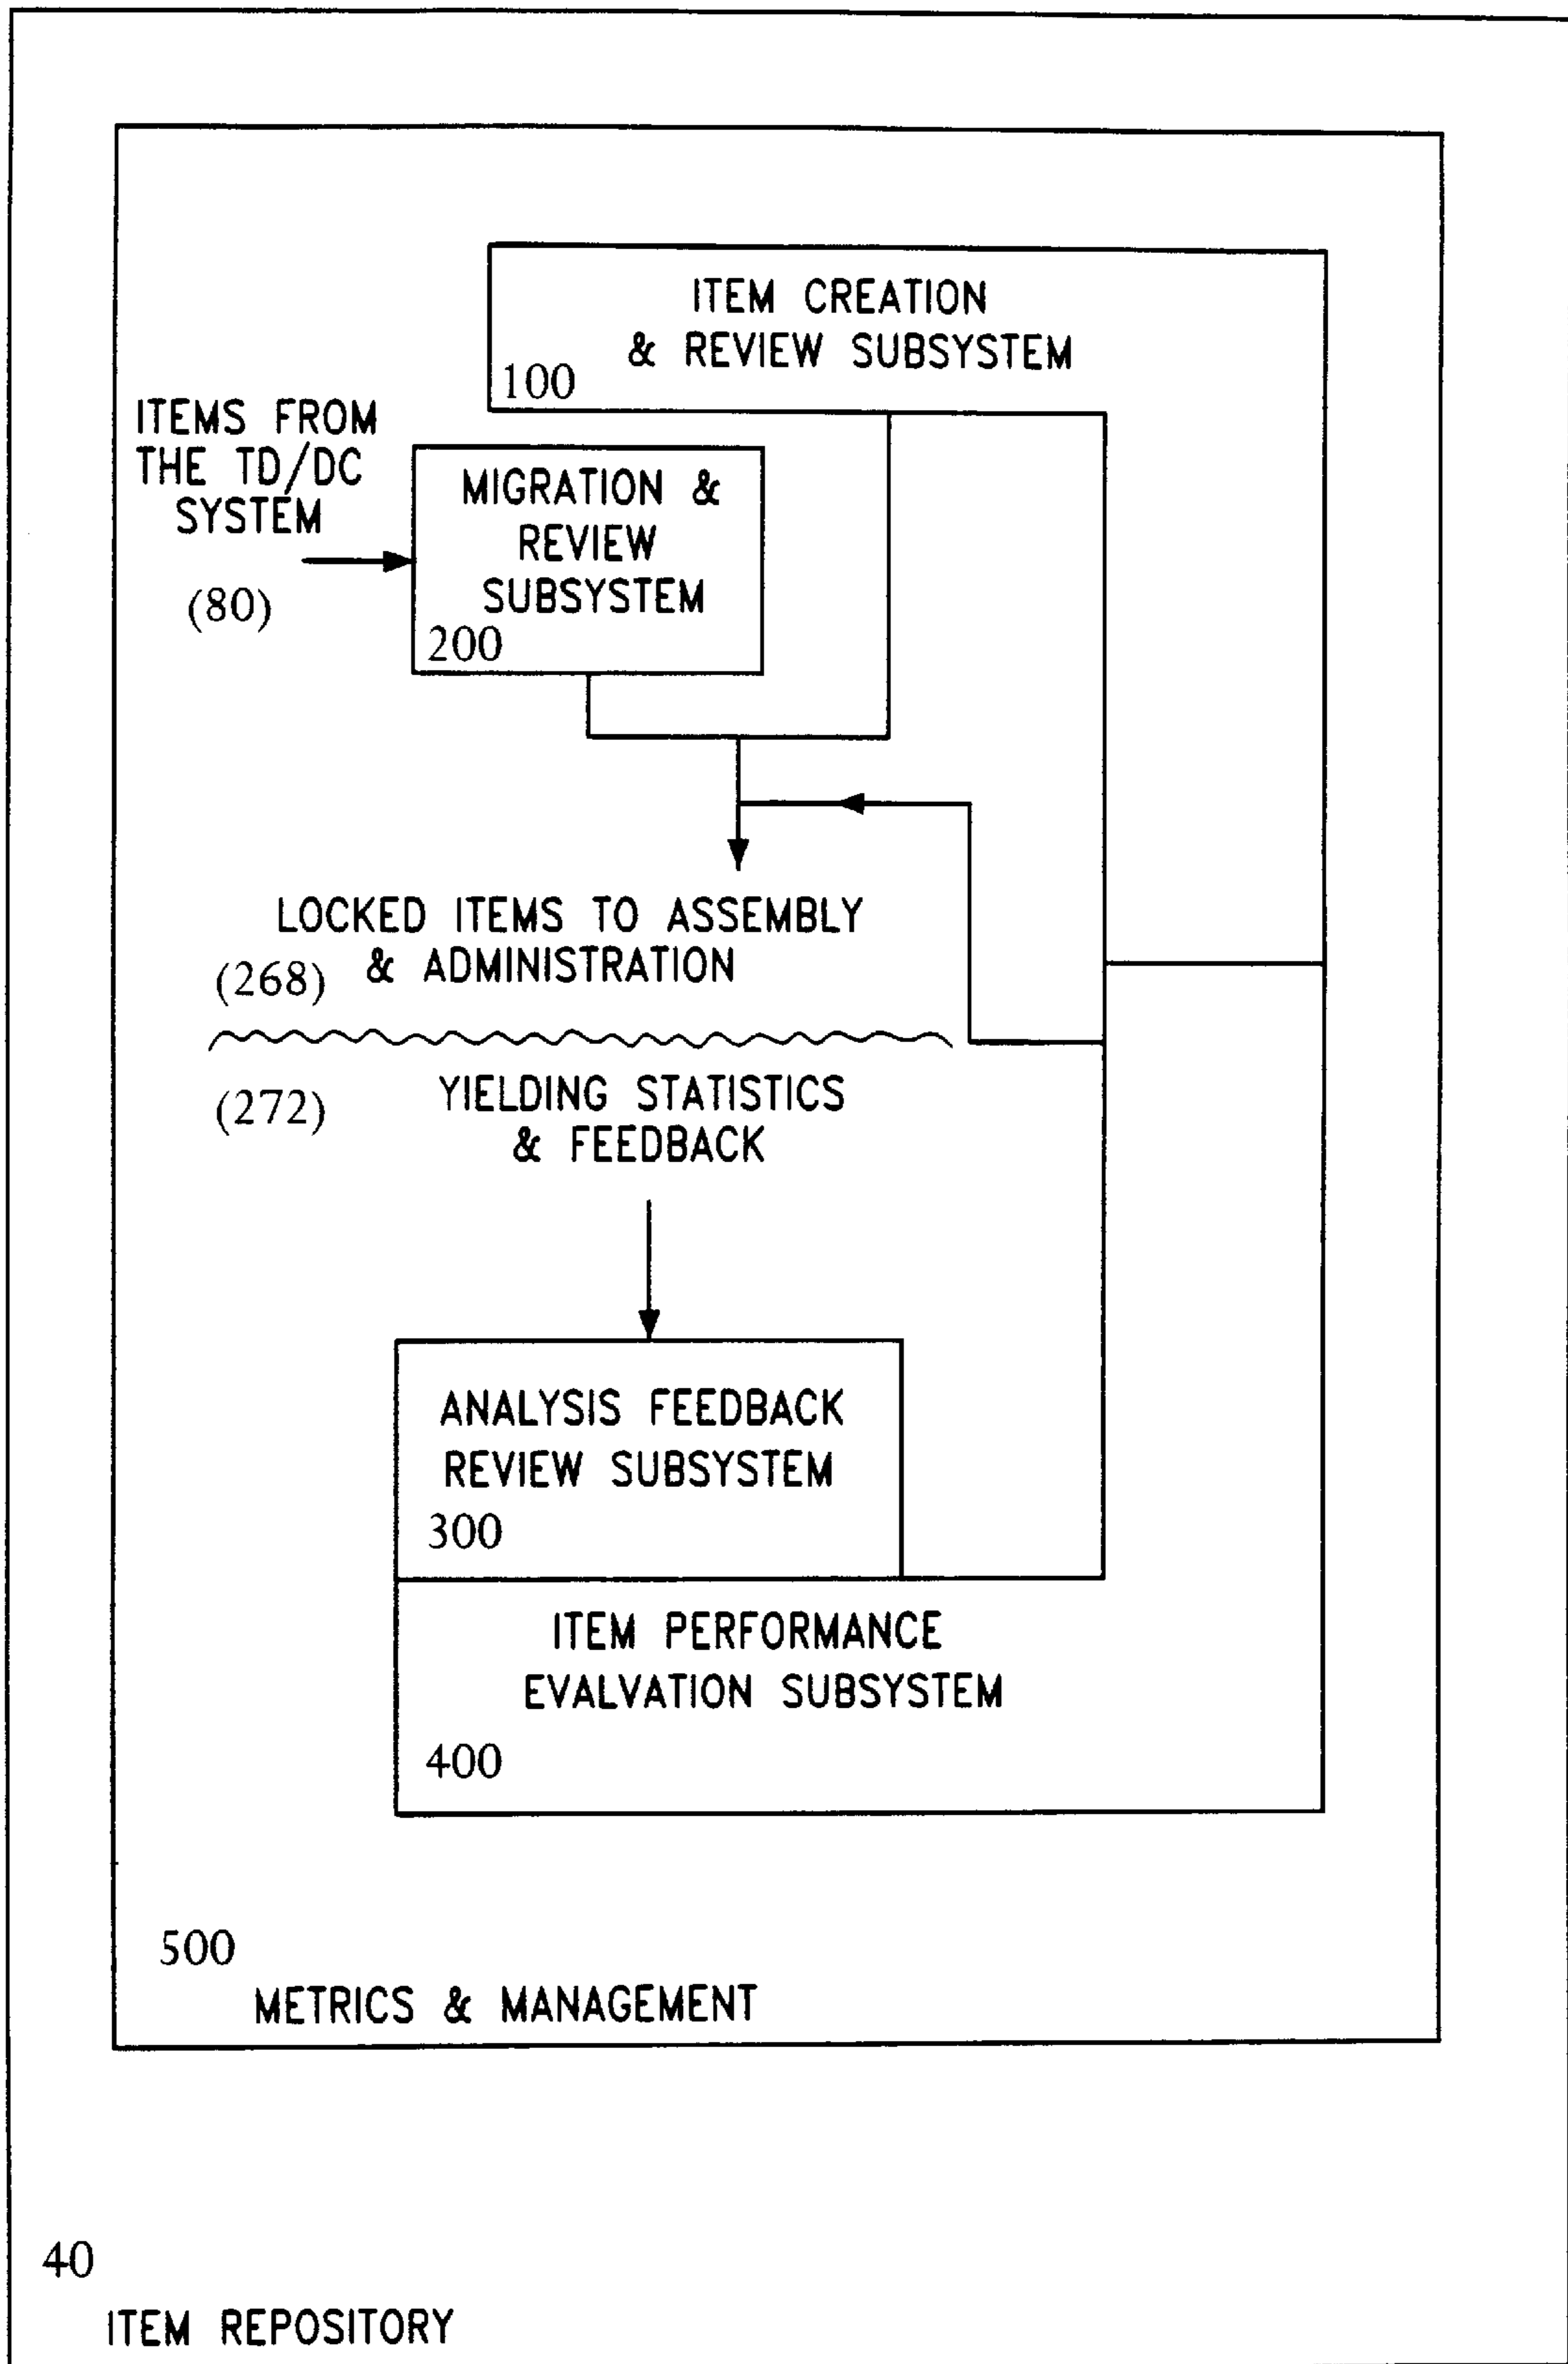 ITEM CREATION
& REVIEW SUBSYSTEM
100
ITEMS FROM
THE TD/DC
SYSTEM
(80)
MIGRATION &
REVIEW
SUBSYSTEM
200
LOCKED ITEMS TO ASSEMBLY
(268) & ADMINISTRATION
(272) YIELDING STATISTICS
& FEEDBACK
ANALYSIS FEEDBACK
REVIEW SUBSYSTEM
300
ITEM PERFORMANCE
EVALVATION SUBSYSTEM
400
500
METRICS & MANAGEMENT
40
ITEM REPOSITORY